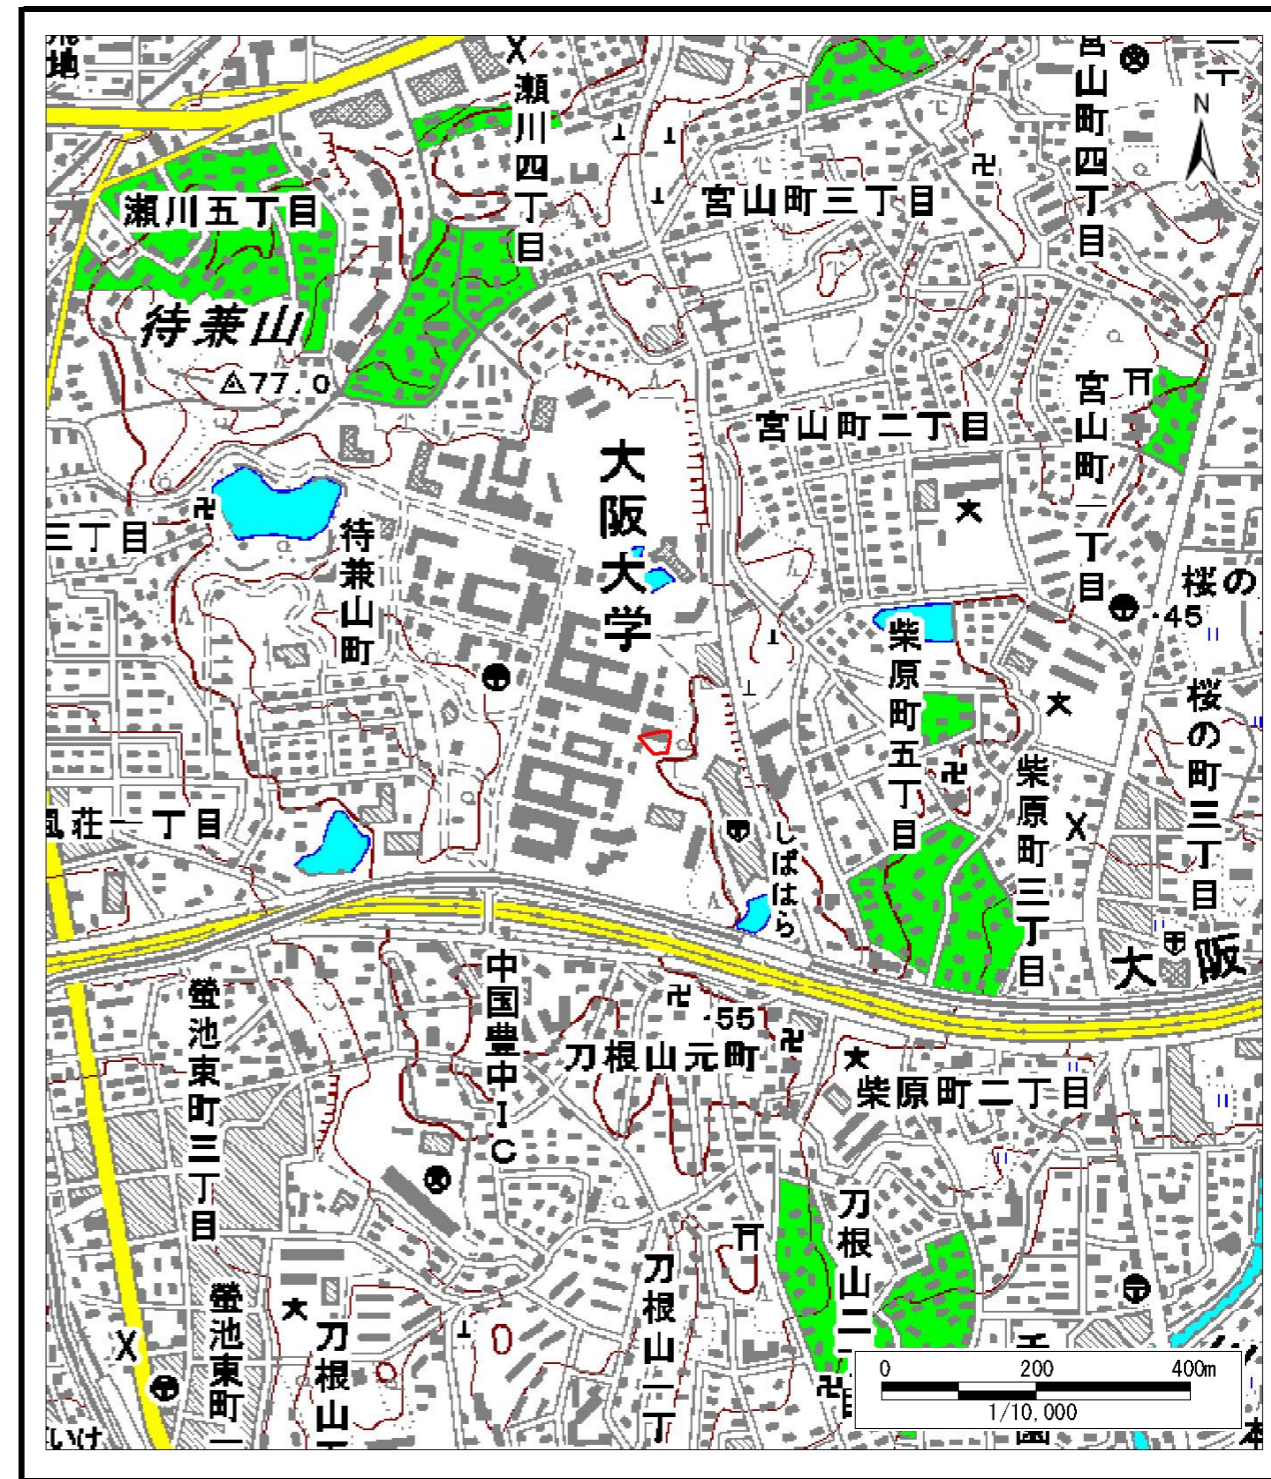 地
瀬川四丁目
宮山町四丁目
N
瀬川五丁目
宮山町三丁目
待兼山
77.0
宮山町二丁目
宮山町一丁目
大阪大学
三丁目
待兼山町
桜の
45
柴原町五丁目
桜の町三丁目
柴原町三丁目
しばはら
荘一丁目
大阪
中国豊中IC
螢池東町三丁目
55
刀根山元町
柴原町二丁目
刀根山二
刀根山一丁
螢池東町一
刀根山
0 200 400m
1/10,000
いけ
園
本